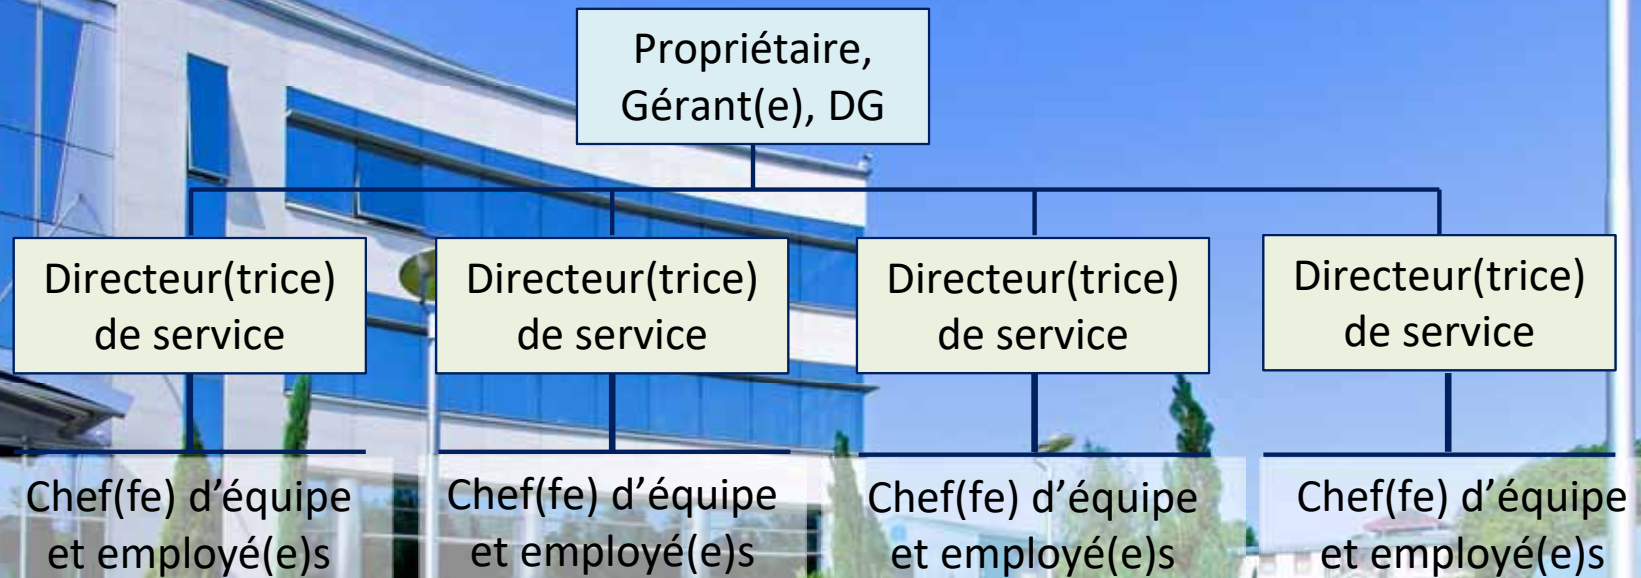 Propriétaire,
Gérant(e), DG
Directeur(trice)
de service
Directeur(trice)
de service
Directeur(trice)
de service
Directeur(trice)
de service
Chef(fe) d’équipe
et employé(e)s
Chef(fe) d’équipe
et employé(e)s
Chef(fe) d’équipe
et employé(e)s
Chef(fe) d’équipe
et employé(e)s